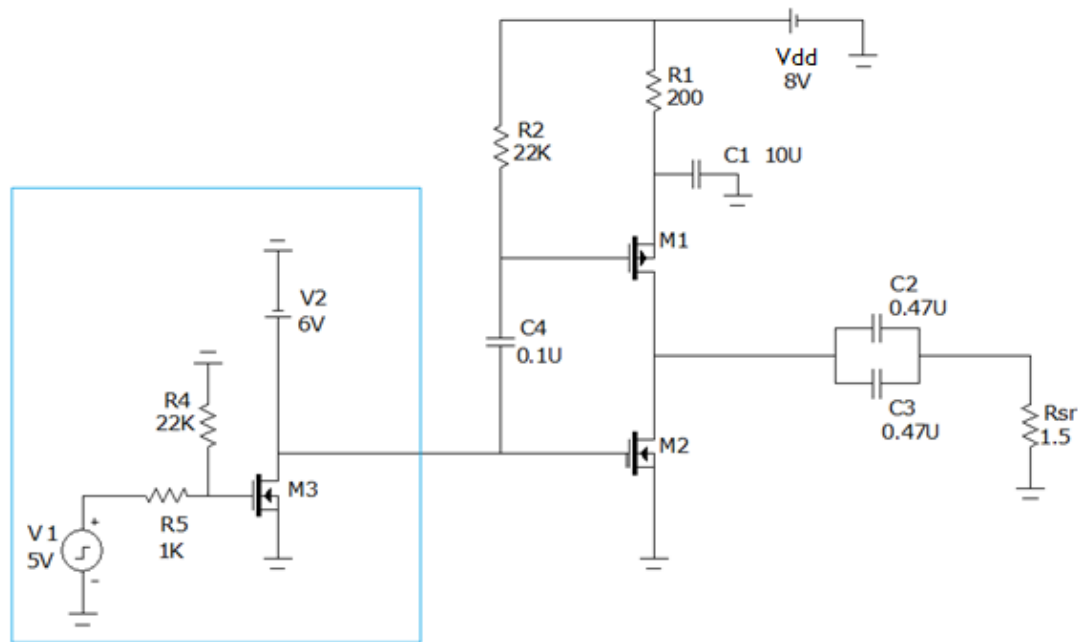 Vdd
8V
R1
200
R2
22K
C1 10U
M1
V2
6V
C4
0.1U
C2
0.47U
R4
22K
C3
0.47U
Rsr
1.5
M2
M3
V1
5V
+
-
R5
1K